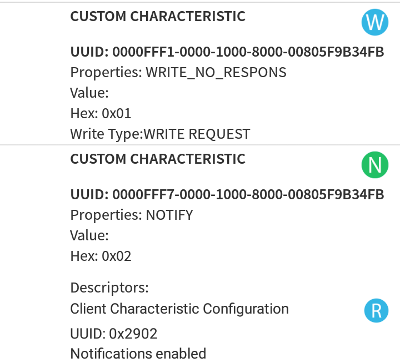 CUSTOM CHARACTERISTIC
W
UUID: 0000FFF1-0000-1000-8000-00805F9B34FB
Properties: WRITE_NO_RESPONS
Value:
Hex: 0x01
Write Type:WRITE REQUEST
CUSTOM CHARACTERISTIC
N
UUID: 0000FFF7-0000-1000-8000-00805F9B34FB
Properties: NOTIFY
Value:
Hex: 0x02
Descriptors:
Client Characteristic Configuration
R
UUID: 0x2902
Notifications enabled